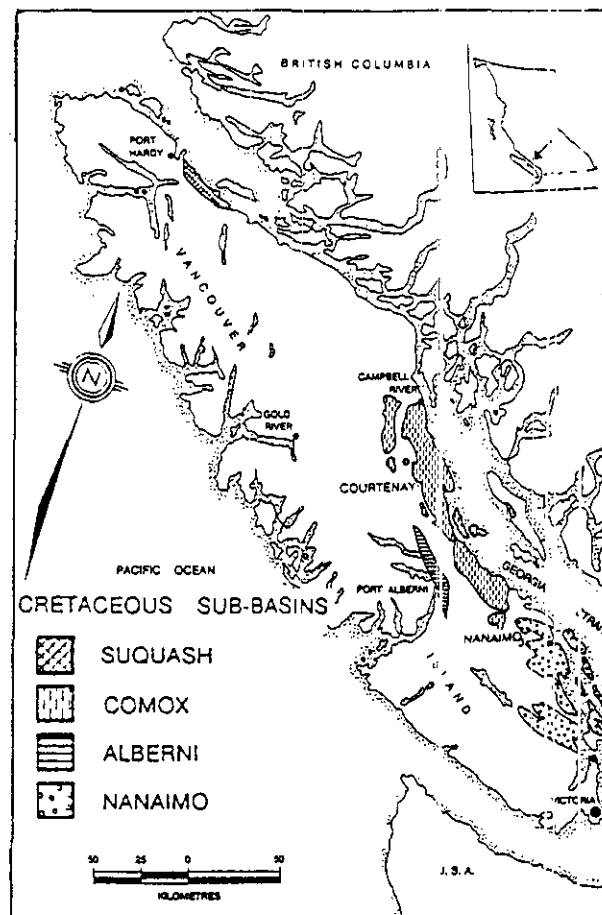 BRITISH COLUMBIA
PORT
HARDY
VANCOUVER
N
CAMPBELL
RIVER
GOLD
RIVER
COURTENAY
GEORGIA
PACIFIC OCEAN
PORT ALBERNI
CRETACEOUS SUB-BASINS
STRAI
NANAIMO
SUQUASH
ISLAND
COMOX
ALBERNI
NANAIMO
VICTORIA
50 25 0 50
KILOMETRES
U.S.A.